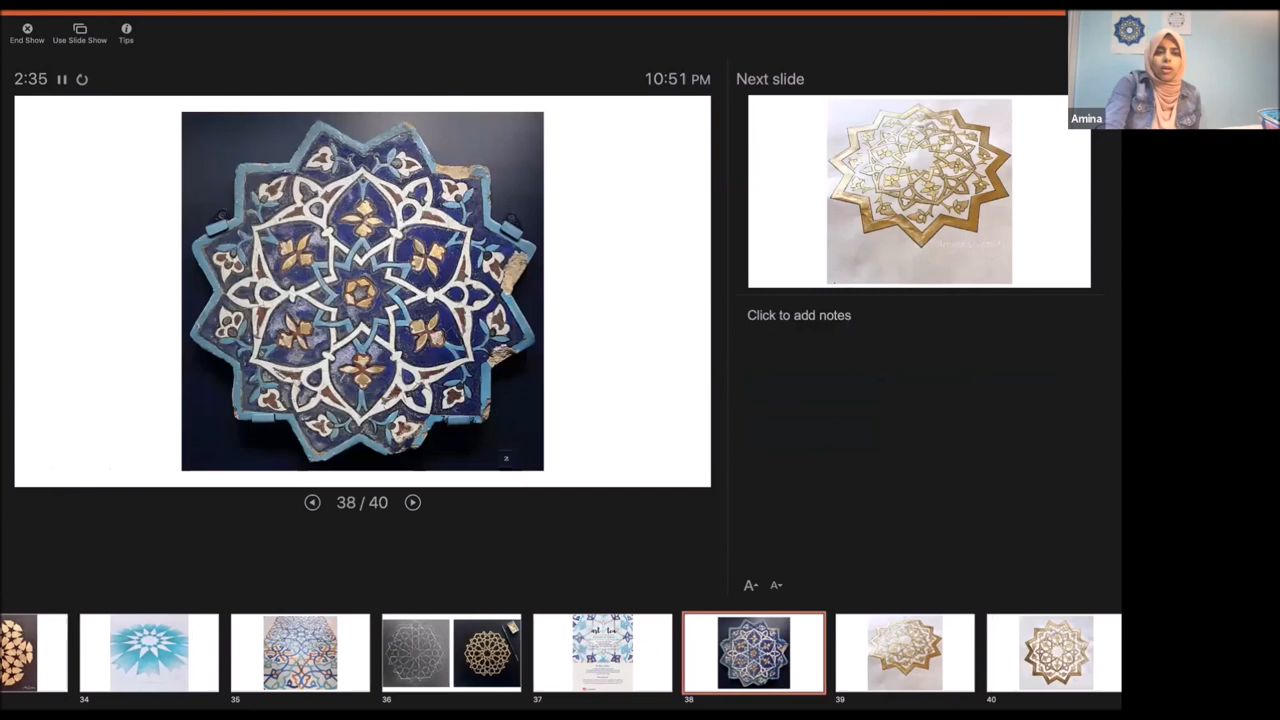 End Show
Use Slide Show
Tips
2:35
10:51 PM
Next slide
Amina
Click to add notes
38 / 40
A
A
34
35
36
37
38
39
40